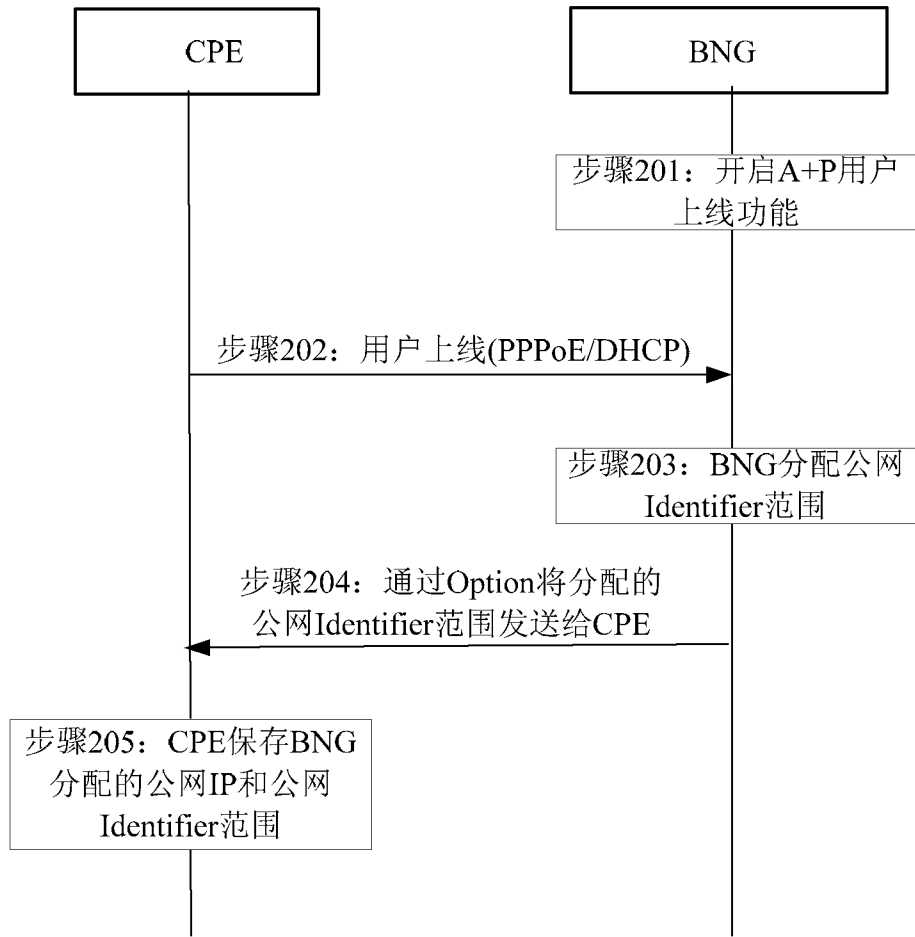 CPE
BNG
步骤201：开启A+P用户
上线功能
步骤202：用户上线(PPPoE/DHCP)
步骤203：BNG分配公网
Identifier范围
步骤204：通过Option将分配的
公网Identifier范围发送给CPE
步骤205：CPE保存BNG
分配的公网IP和公网
Identifier范围